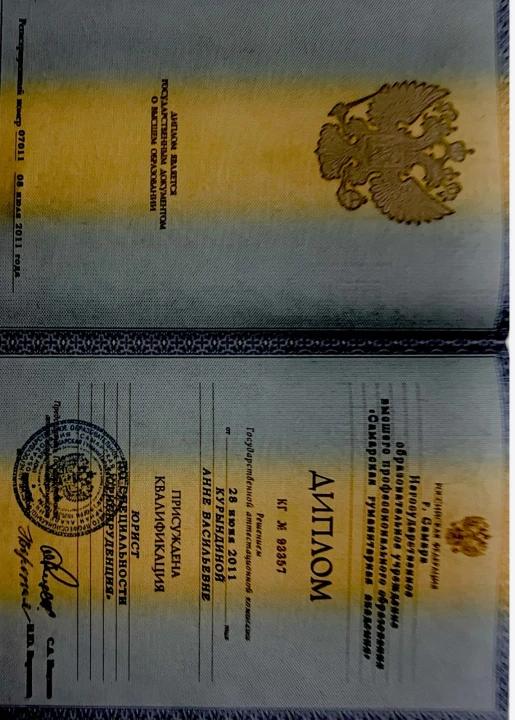 ДИПЛОМ ЯВЛЯЕТСЯ
ГОСУДАРСТВЕННЫМ ДОКУМЕНТОМ
О ВЫСШЕМ ОБРАЗОВАНИИ
Регистрационный номер 07011 08 июля 2011 года
РОССИЙСКАЯ ФЕДЕРАЦИЯ
г. Самара
Негосударственное
образовательное учреждение
высшего профессионального образования
«Самарская гуманитарная академия»
ДИПЛОМ
КГ № 93357
Решением
Государственной аттестационной комиссии
от 28 июня 2011 года
КУРЫНДИНОЙ
АННЕ ВАСИЛЬЕВНЕ
ПРИСУЖДЕНА
КВАЛИФИКАЦИЯ
ЮРИСТ
ПО СПЕЦИАЛЬНОСТИ
«ЮРИСПРУДЕНЦИЯ»